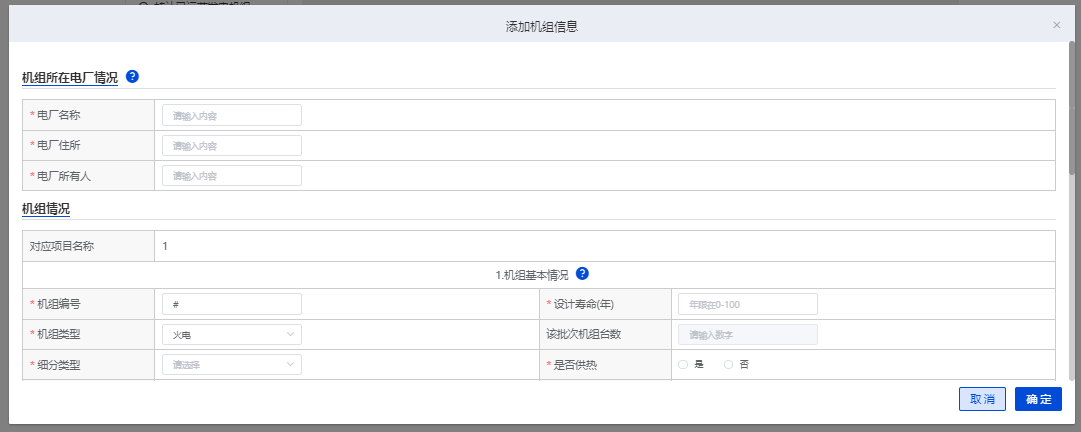 添加机组信息
×
机组所在电厂情况 ?
* 电厂名称 请输入内容
* 电厂住所 请输入内容
* 电厂所有人 请输入内容
机组情况
对应项目名称 1
1.机组基本情况 ?
* 机组编号 # * 设计寿命(年) 年限在0-100
* 机组类型 火电 该批次机组台数 请输入数字
* 细分类型 请选择 * 是否供热 是 否
取消 确定